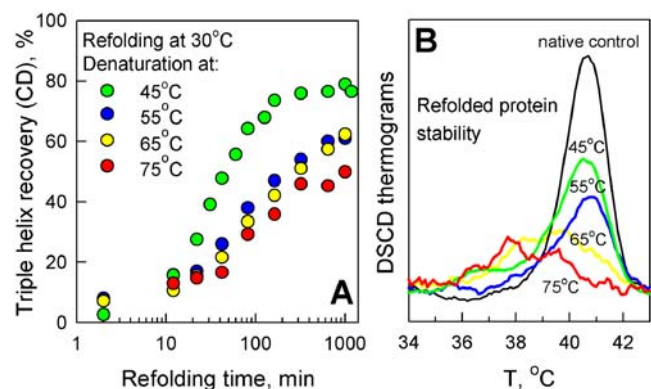 A
Refolding at 30°C
Denaturation at:
45°C
55°C
65°C
75°C
Triple helix recovery (CD), %
100
80
60
40
20
0
1 10 100 1000
Refolding time, min
B
native control
Refolded protein
stability
45°C
55°C
65°C
75°C
DSCD thermograms
34 36 38 40 42
T, °C